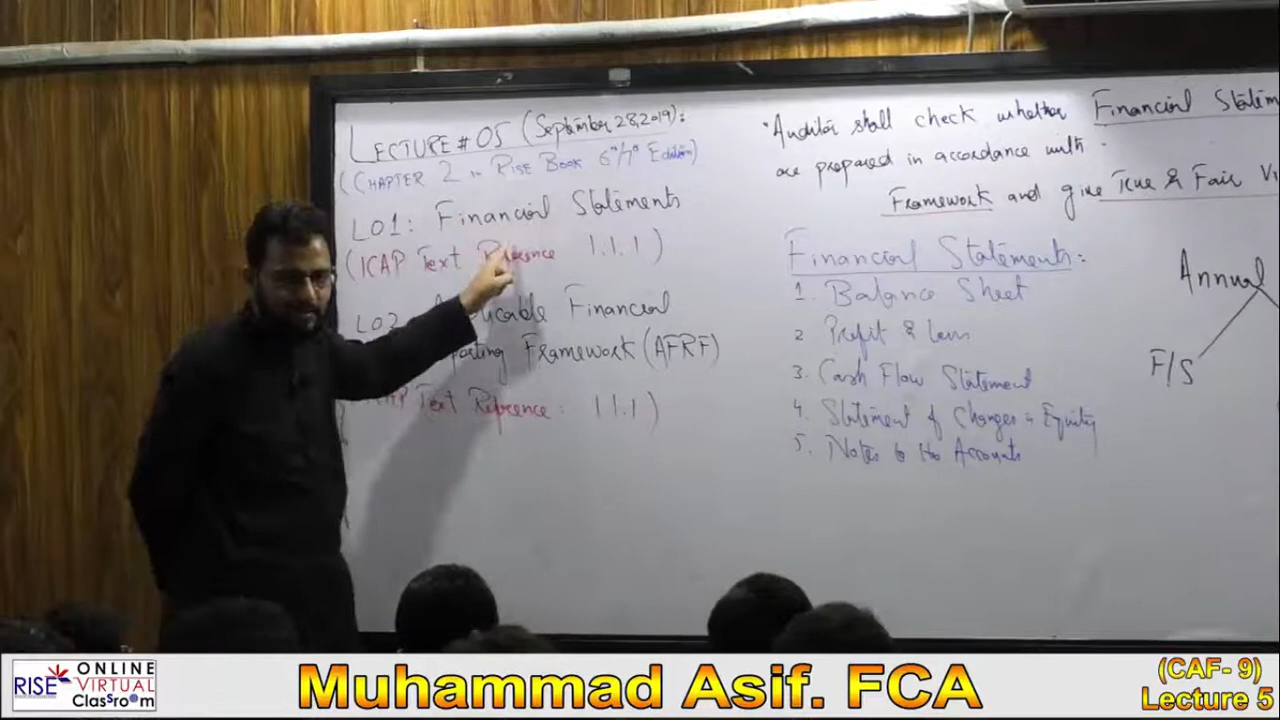 LECTURE # 05 (September 28, 2019):
(CHAPTER 2 in RISE Book 6th/7th Edition)
LO1: Financial Statements
(ICAP Text Reference 1.1.1)
LO2 Applicable Financial
porting Framework (AFRF)
Text Reference: 1.1.1)
Auditor shall check whether Financial Statem
are prepared in accordance with
Framework and give True & Fair Vi
Financial Statements:
1. Balance Sheet
2 Profit & Loss
3. Cash Flow Statement
4. Statement of Changes in Equity
5. Notes to the Accounts
Annual
F/S
RISE ONLINE
VIRTUAL
Classroom
Muhammad Asif. FCA
(CAF- 9)
Lecture 5